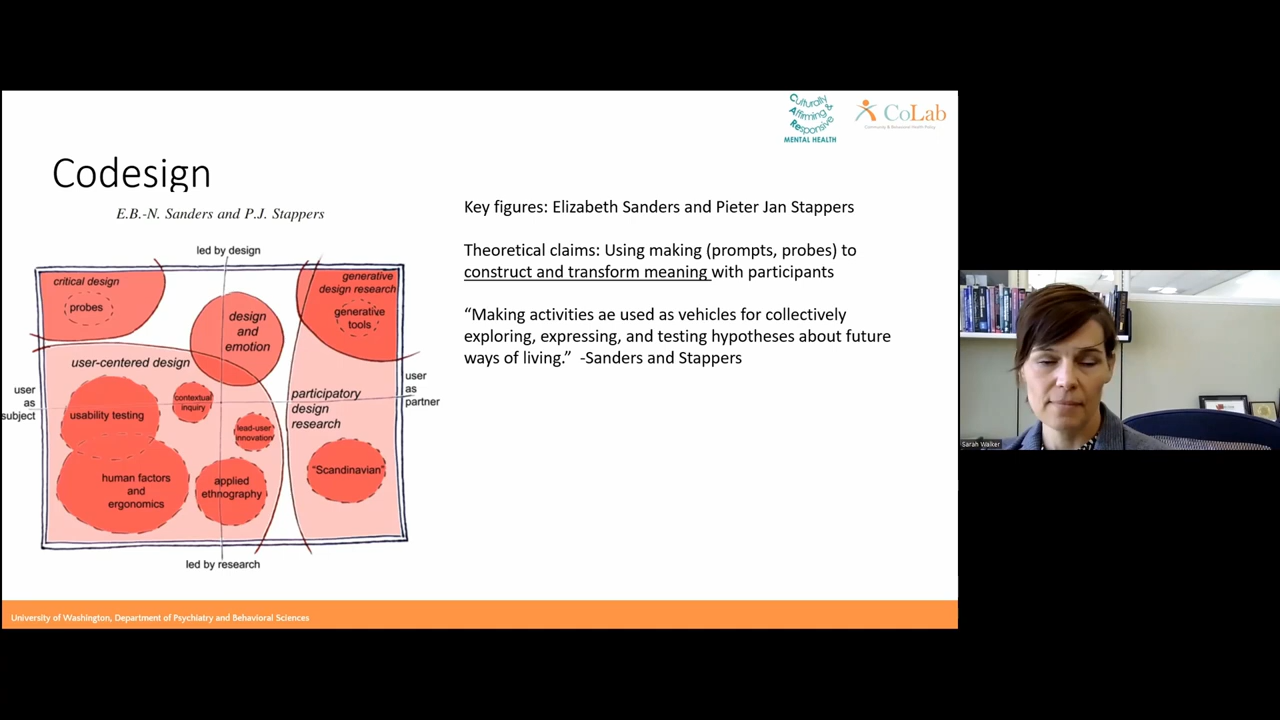 Culturally
Affirming &
Responsive
MENTAL HEALTH
CoLab
Community & Behavioral Health Policy
Codesign
E.B.-N. Sanders and P.J. Stappers
led by design
critical design
probes
generative
design research
generative
tools
design
and
emotion
user-centered design
user
as
subject
user
as
partner
usability testing
contextual
inquiry
participatory
design
research
lead-user
innovation
human factors
and
ergonomics
applied
ethnography
“Scandinavian”
led by research
Key figures: Elizabeth Sanders and Pieter Jan Stappers
Theoretical claims: Using making (prompts, probes) to
construct and transform meaning with participants
“Making activities ae used as vehicles for collectively
exploring, expressing, and testing hypotheses about future
ways of living.” -Sanders and Stappers
Sarah Walker
University of Washington, Department of Psychiatry and Behavioral Sciences